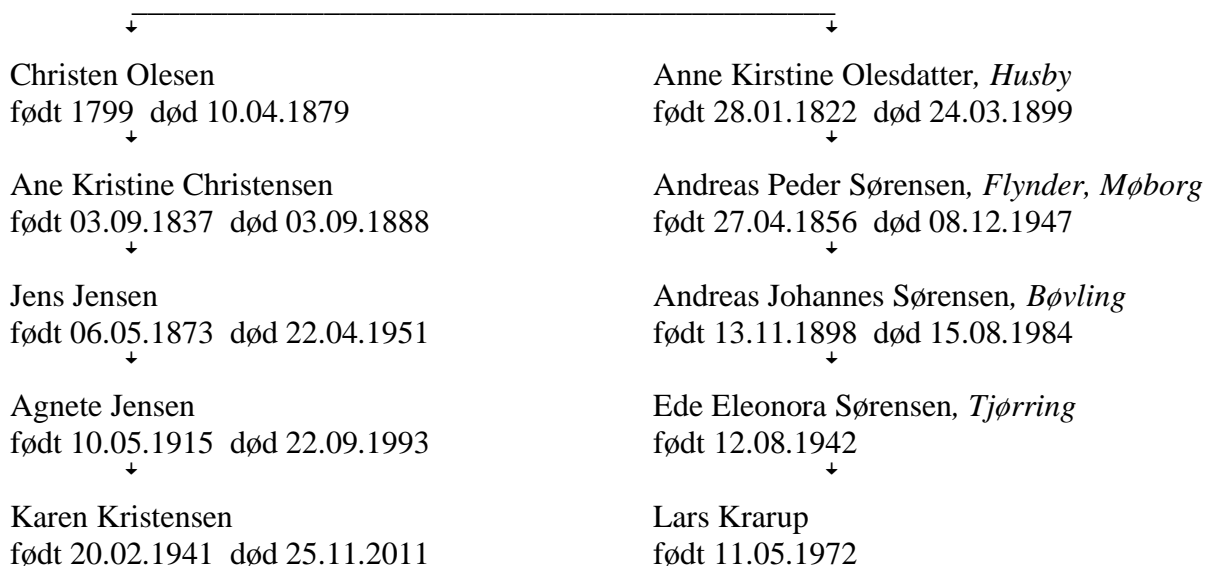 Christen Olesen
født 1799 død 10.04.1879
Ane Kristine Christensen
født 03.09.1837 død 03.09.1888
Jens Jensen
født 06.05.1873 død 22.04.1951
Agnete Jensen
født 10.05.1915 død 22.09.1993
Karen Kristensen
født 20.02.1941 død 25.11.2011
Anne Kirstine Olesdatter, Husby
født 28.01.1822 død 24.03.1899
Andreas Peder Sørensen, Flynder, Møborg
født 27.04.1856 død 08.12.1947
Andreas Johannes Sørensen, Bøvling
født 13.11.1898 død 15.08.1984
Ede Eleonora Sørensen, Tjørring
født 12.08.1942
Lars Krarup
født 11.05.1972